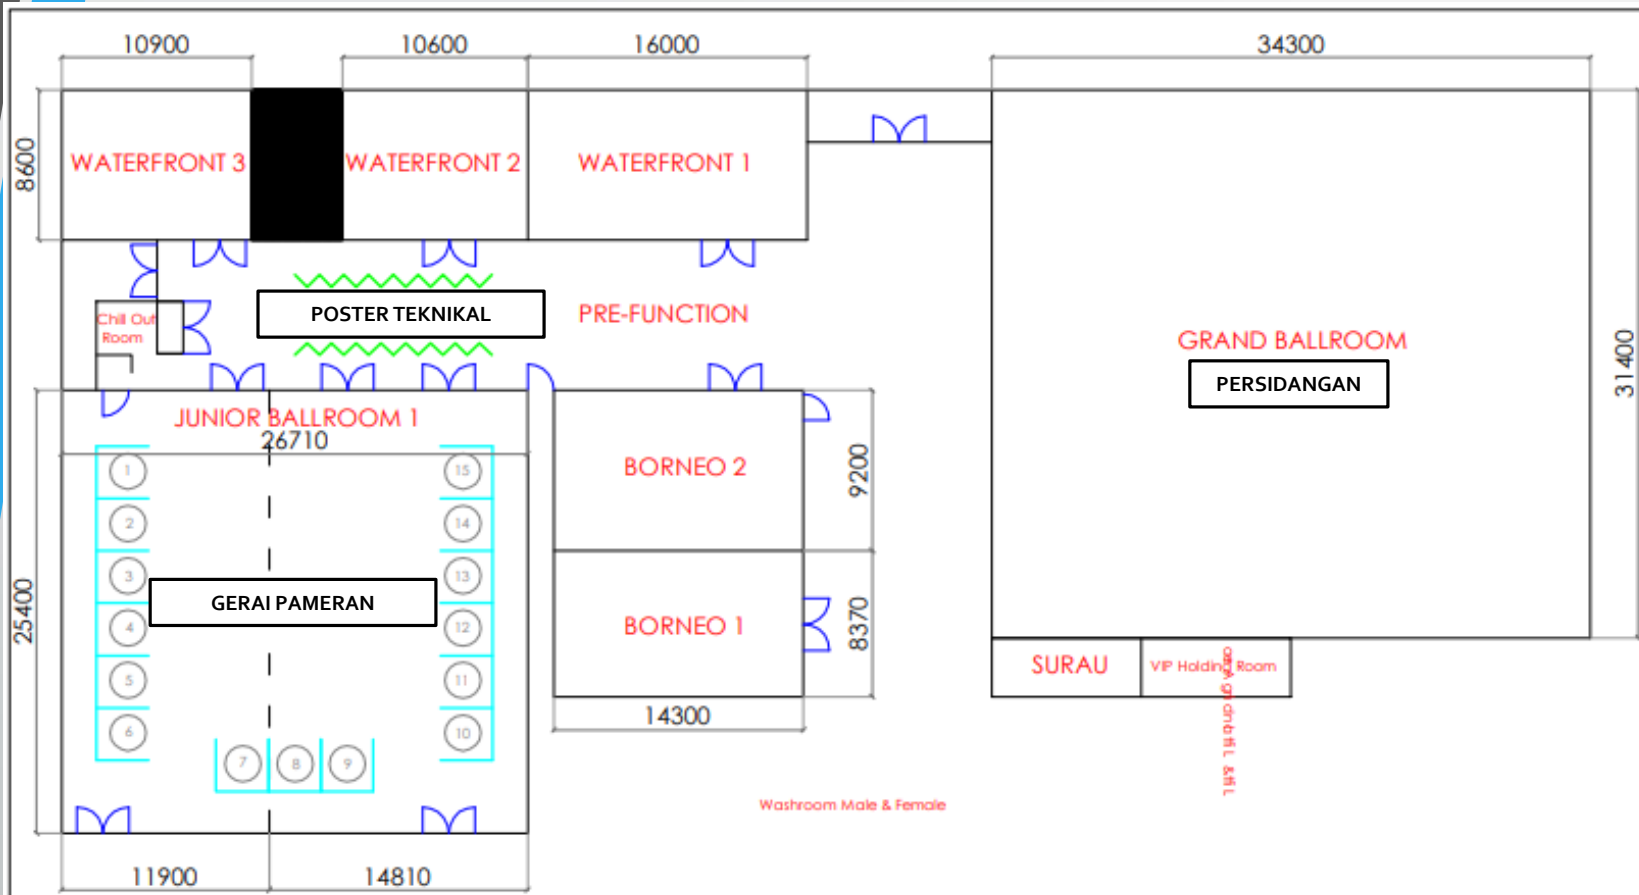 10900
10600
16000
34300
8600
WATERFRONT 3
WATERFRONT 2
WATERFRONT 1
Chill Out
Room
POSTER TEKNIKAL
PRE-FUNCTION
GRAND BALLROOM
PERSIDANGAN
31400
JUNIOR BALLROOM 1
26710
1
2
3
4
5
6
7
8
9
10
11
12
13
14
15
GERAI PAMERAN
25400
BORNEO 2
9200
BORNEO 1
8370
14300
SURAU
VIP Holding Room
Washroom Male & Female
11900
14810